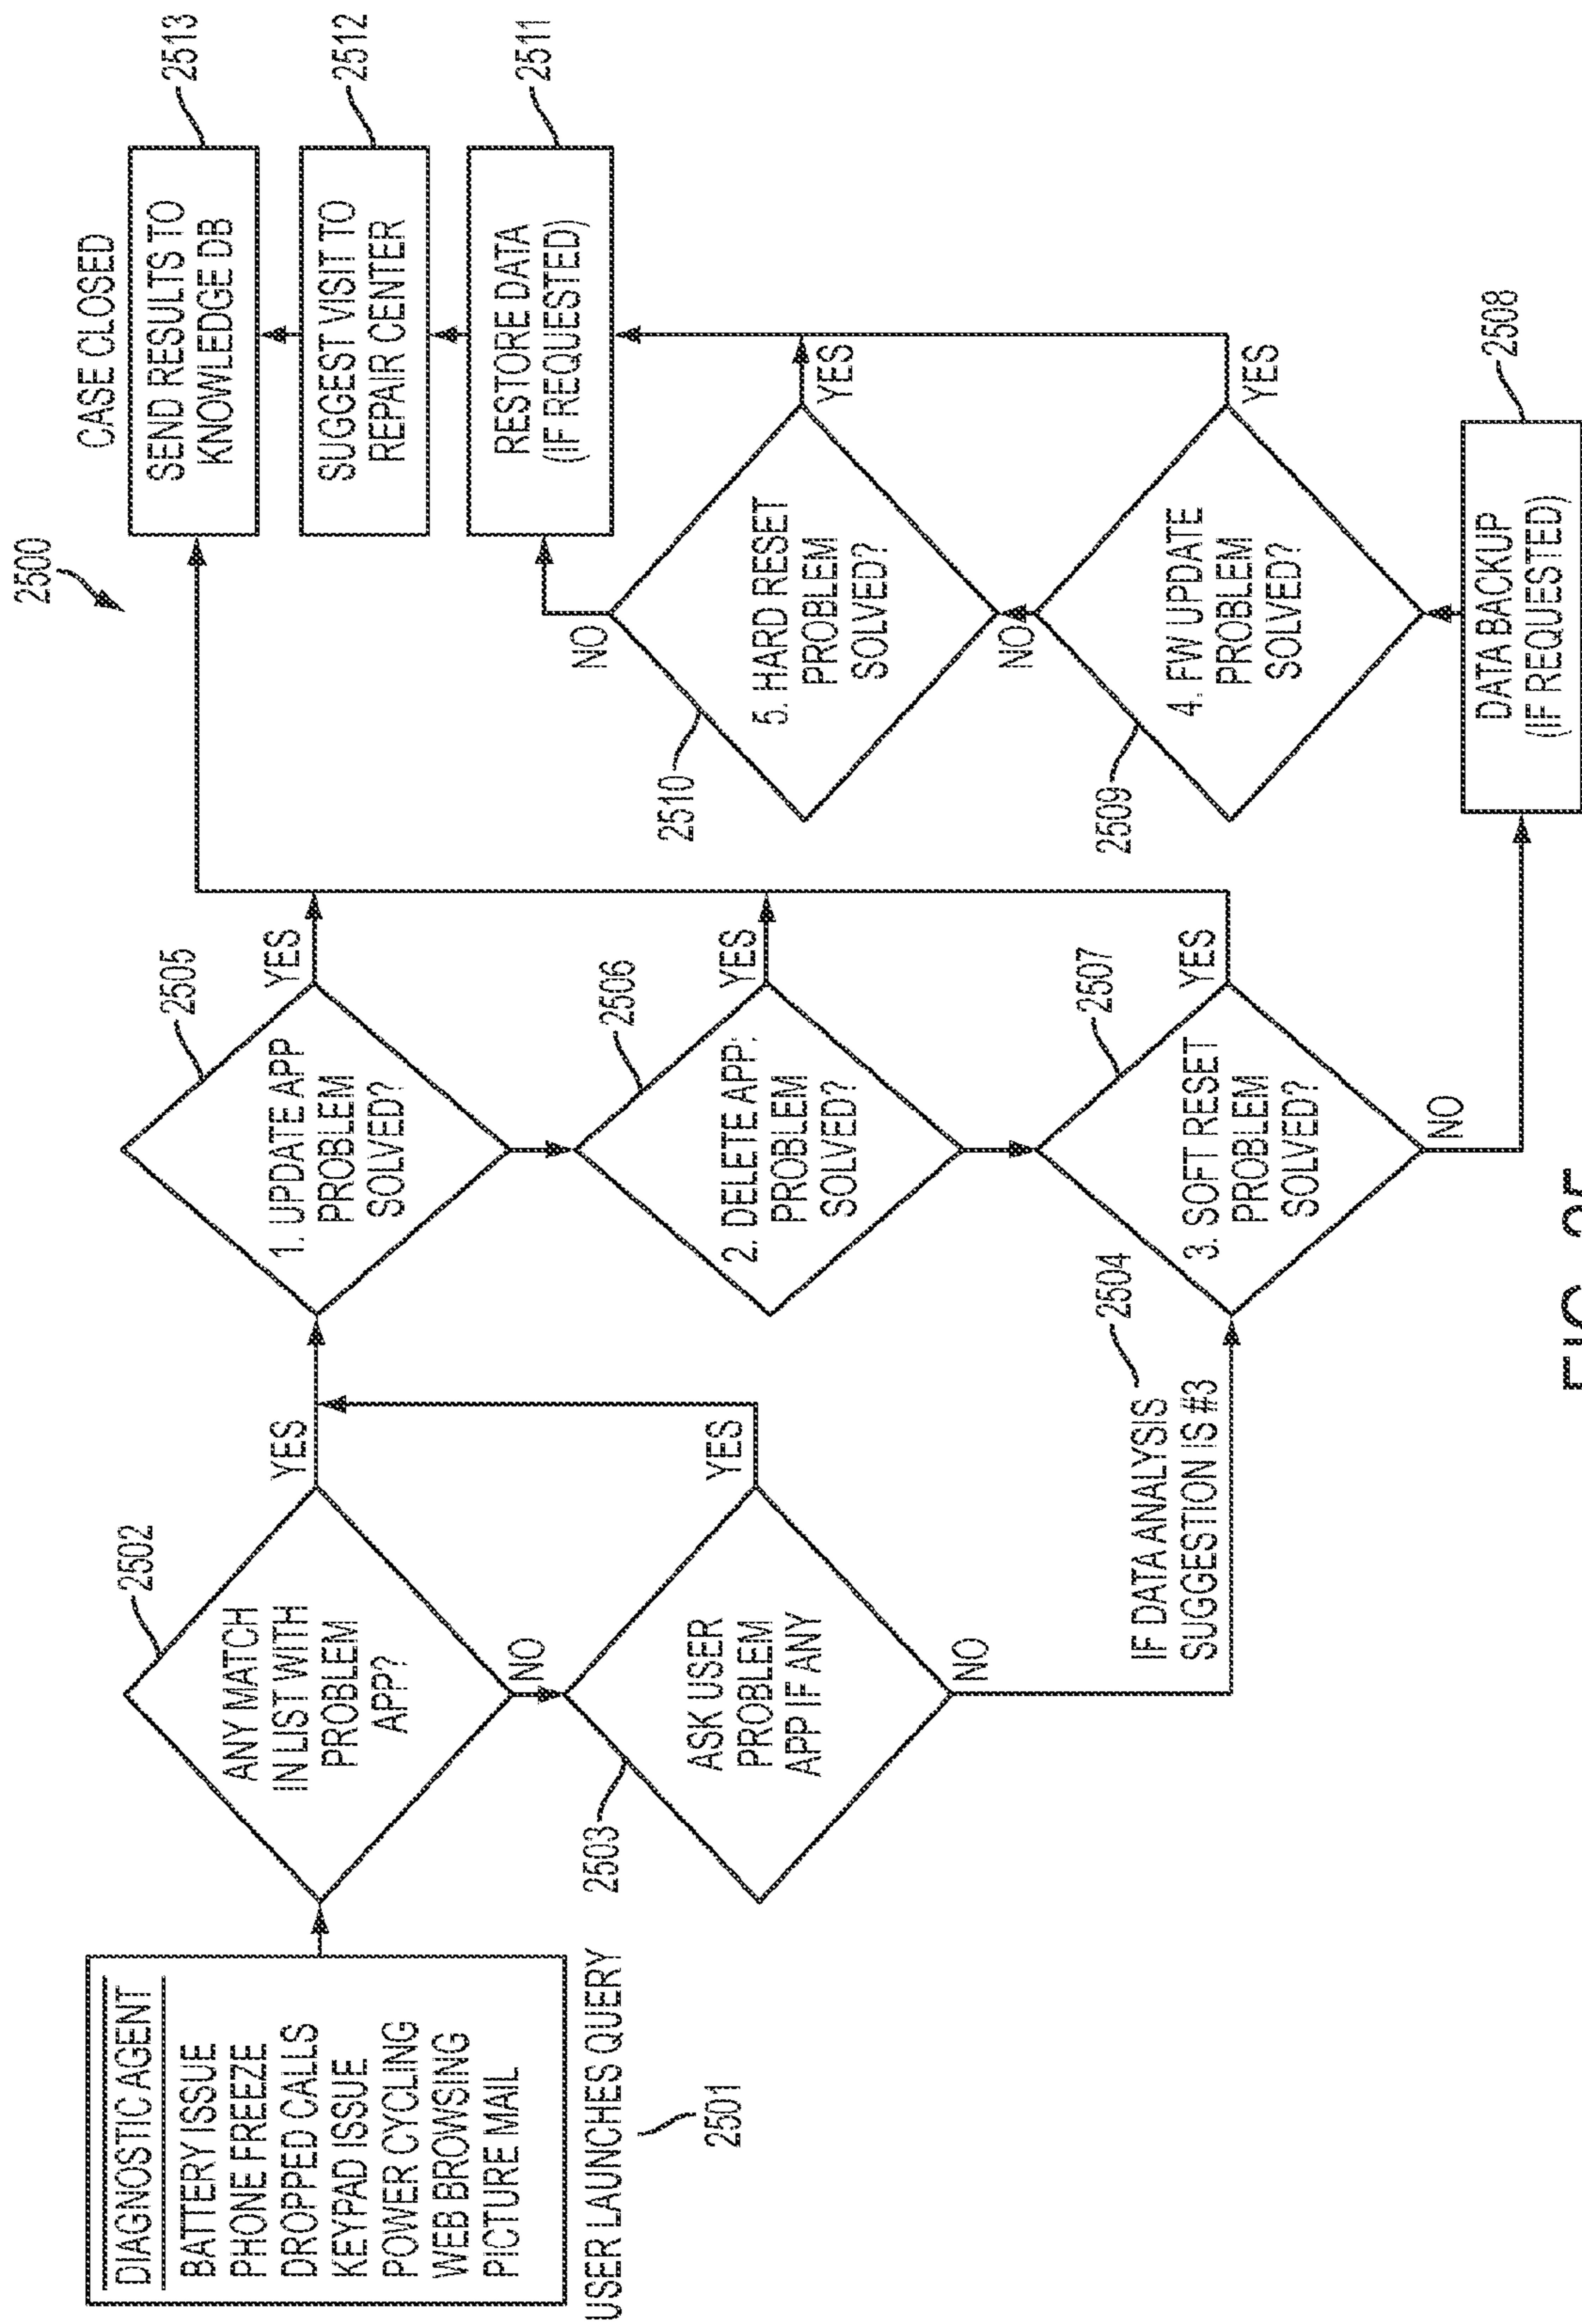 2500
DIAGNOSTIC AGENT
BATTERY ISSUE
PHONE FREEZE
DROPPED CALLS
KEYPAD ISSUE
POWER CYCLING
WEB BROWSING
PICTURE MAIL
USER LAUNCHES QUERY
2501
2502
ANY MATCH
IN LIST WITH
PROBLEM
APP?
YES
NO
2503
ASK USER
PROBLEM
APP IF ANY
YES
NO
IF DATA ANALYSIS
SUGGESTION IS #3
2504
2505
1. UPDATE APP
PROBLEM
SOLVED?
YES
2506
2. DELETE APP:
PROBLEM
SOLVED?
YES
2507
3. SOFT RESET
PROBLEM
SOLVED?
YES
NO
DATA BACKUP
(IF REQUESTED)
2508
2509
4. FW UPDATE
PROBLEM
SOLVED?
YES
NO
2510
5. HARD RESET
PROBLEM
SOLVED?
YES
NO
RESTORE DATA
(IF REQUESTED)
2511
SUGGEST VISIT TO
REPAIR CENTER
2512
CASE CLOSED
SEND RESULTS TO
KNOWLEDGE DB
2513